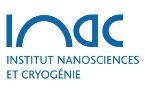 inac
INSTITUT NANOSCIENCES
ET CRYOGÉNIE